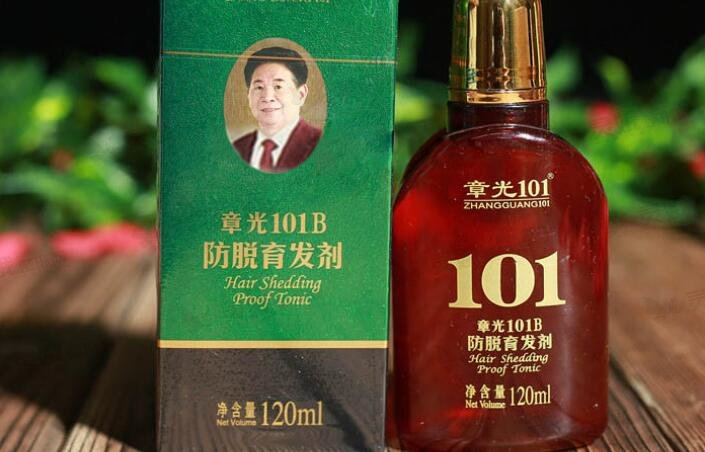 章光101B
防脱育发剂
Hair Shedding
Proof Tonic
净含量 120ml
Net Volume
章光101®
ZHANGGUANG101
101
章光101B
防脱育发剂
Hair Shedding
Proof Tonic
净含量 120ml
Net Volume